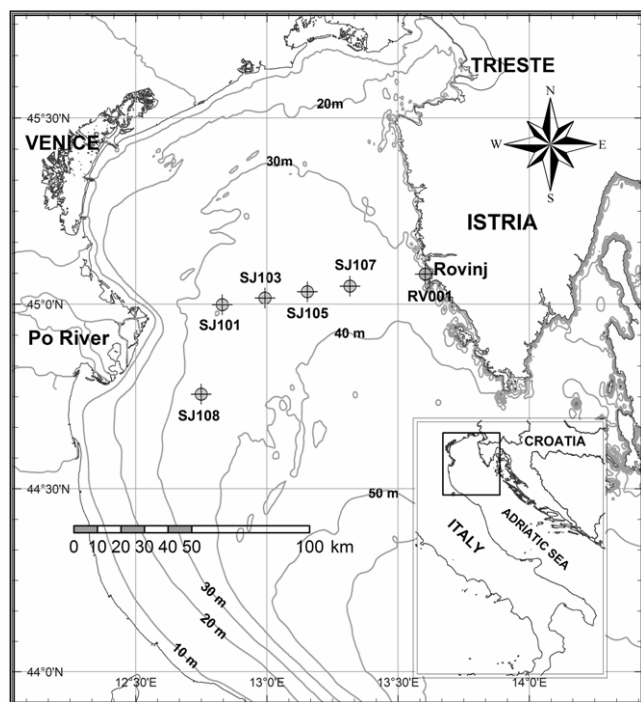 TRIESTE
45°30'N
20m
VENICE
N
W
E
S
30m
ISTRIA
SJ103
SJ107
Rovinj
SJ101
SJ105
RV001
45°0'N
Po River
40 m
SJ108
CROATIA
44°30'N
50 m
ITALY
ADRIATIC SEA
0 10 20 30 40 50 100 km
30 m
20 m
10 m
44°0'N
12°30'E 13°0'E 13°30'E 14°0'E